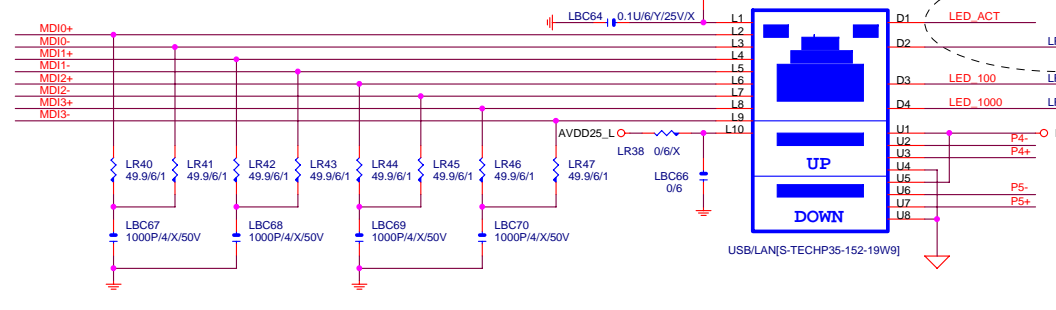 LBC64
0.1U/6/Y/25V/X
L1
D1
LED_ACT
MDI0+
L2
MDI0-
L3
D2
MDI1+
L4
MDI1-
L5
MDI2+
L6
D3
LED_100
MDI2-
L7
MDI3+
L8
D4
LED_1000
MDI3-
L9
AVDD25_L
L10
U1
U2
P4-
LR38
0/6/X
U3
P4+
LR40
49.9/6/1
LR41
49.9/6/1
LR42
49.9/6/1
LR43
49.9/6/1
LR44
49.9/6/1
LR45
49.9/6/1
LR46
49.9/6/1
LR47
49.9/6/1
LBC66
0/6
UP
U4
U5
U6
P5-
U7
P5+
U8
DOWN
LBC67
1000P/4/X/50V
LBC68
1000P/4/X/50V
LBC69
1000P/4/X/50V
LBC70
1000P/4/X/50V
USB/LAN[S-TECHP35-152-19W9]